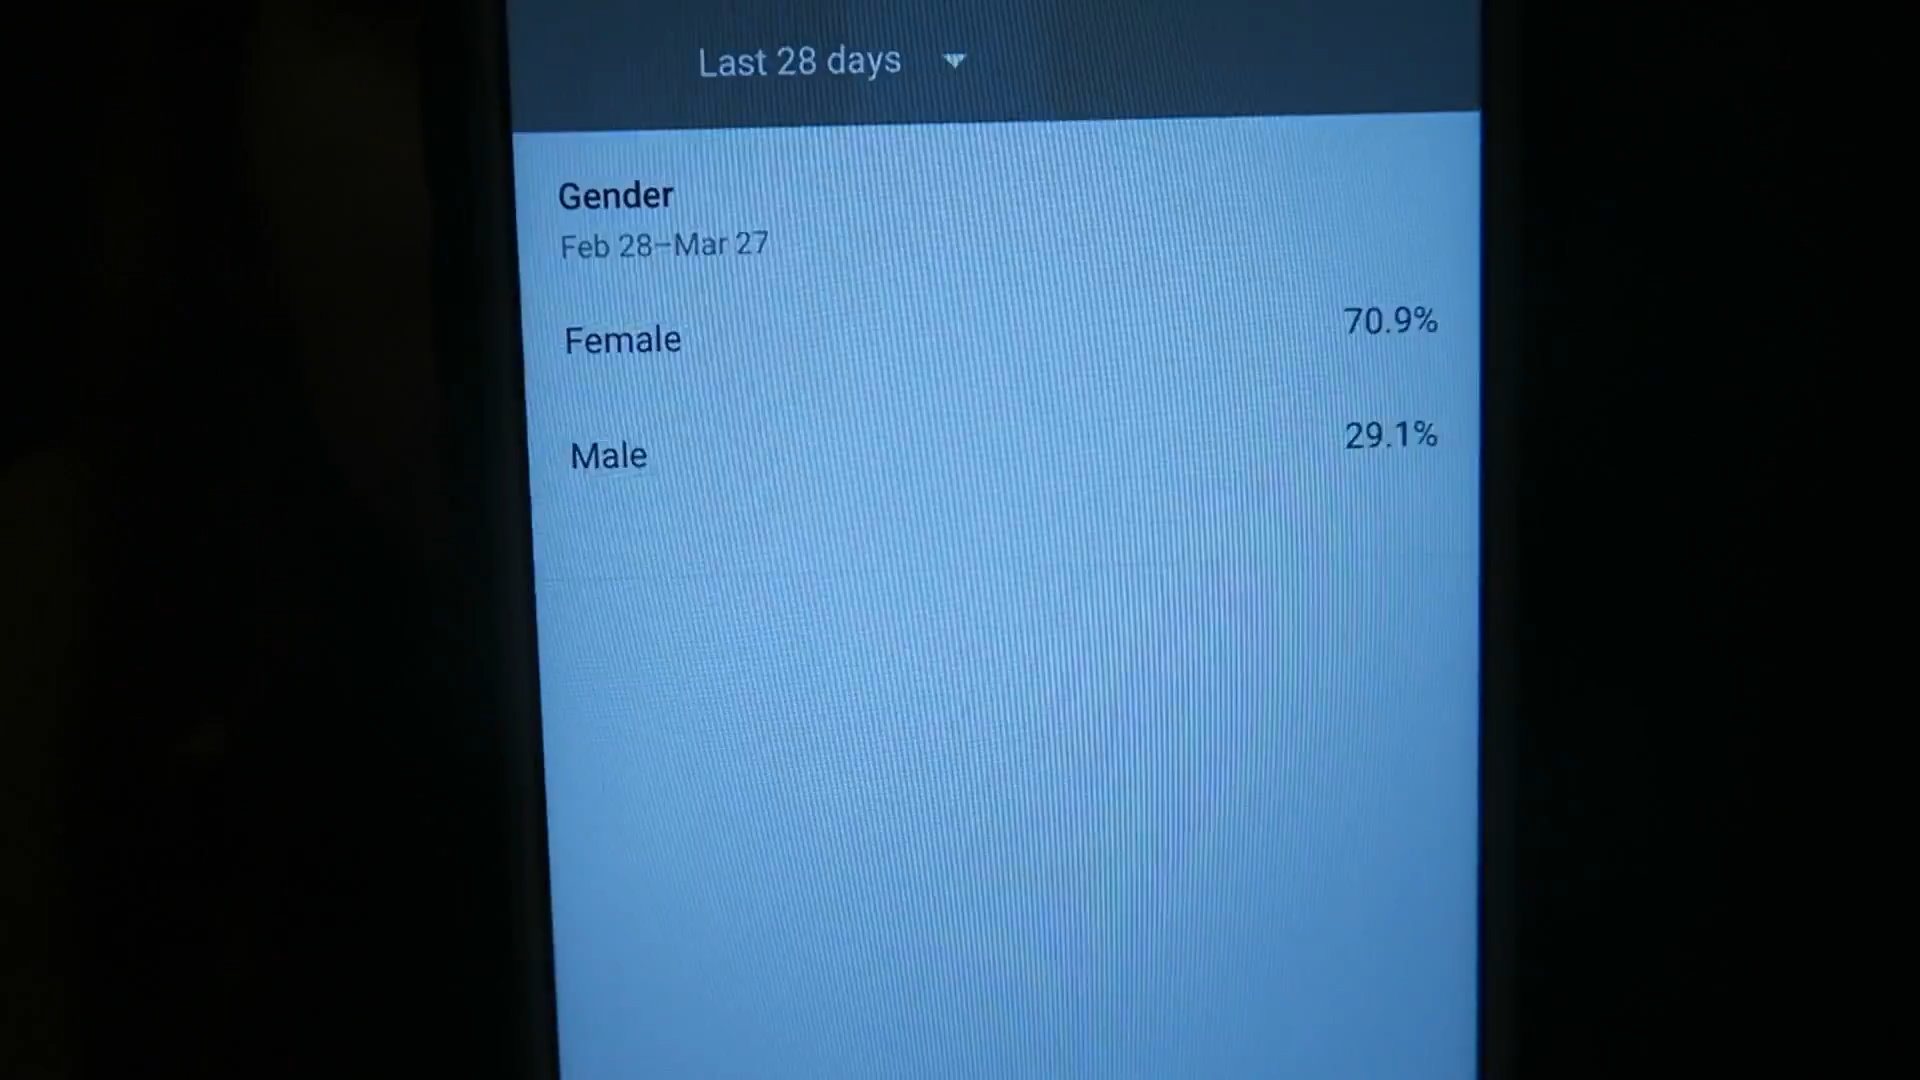 Last 28 days
Gender
Feb 28–Mar 27
Female 70.9%
Male 29.1%